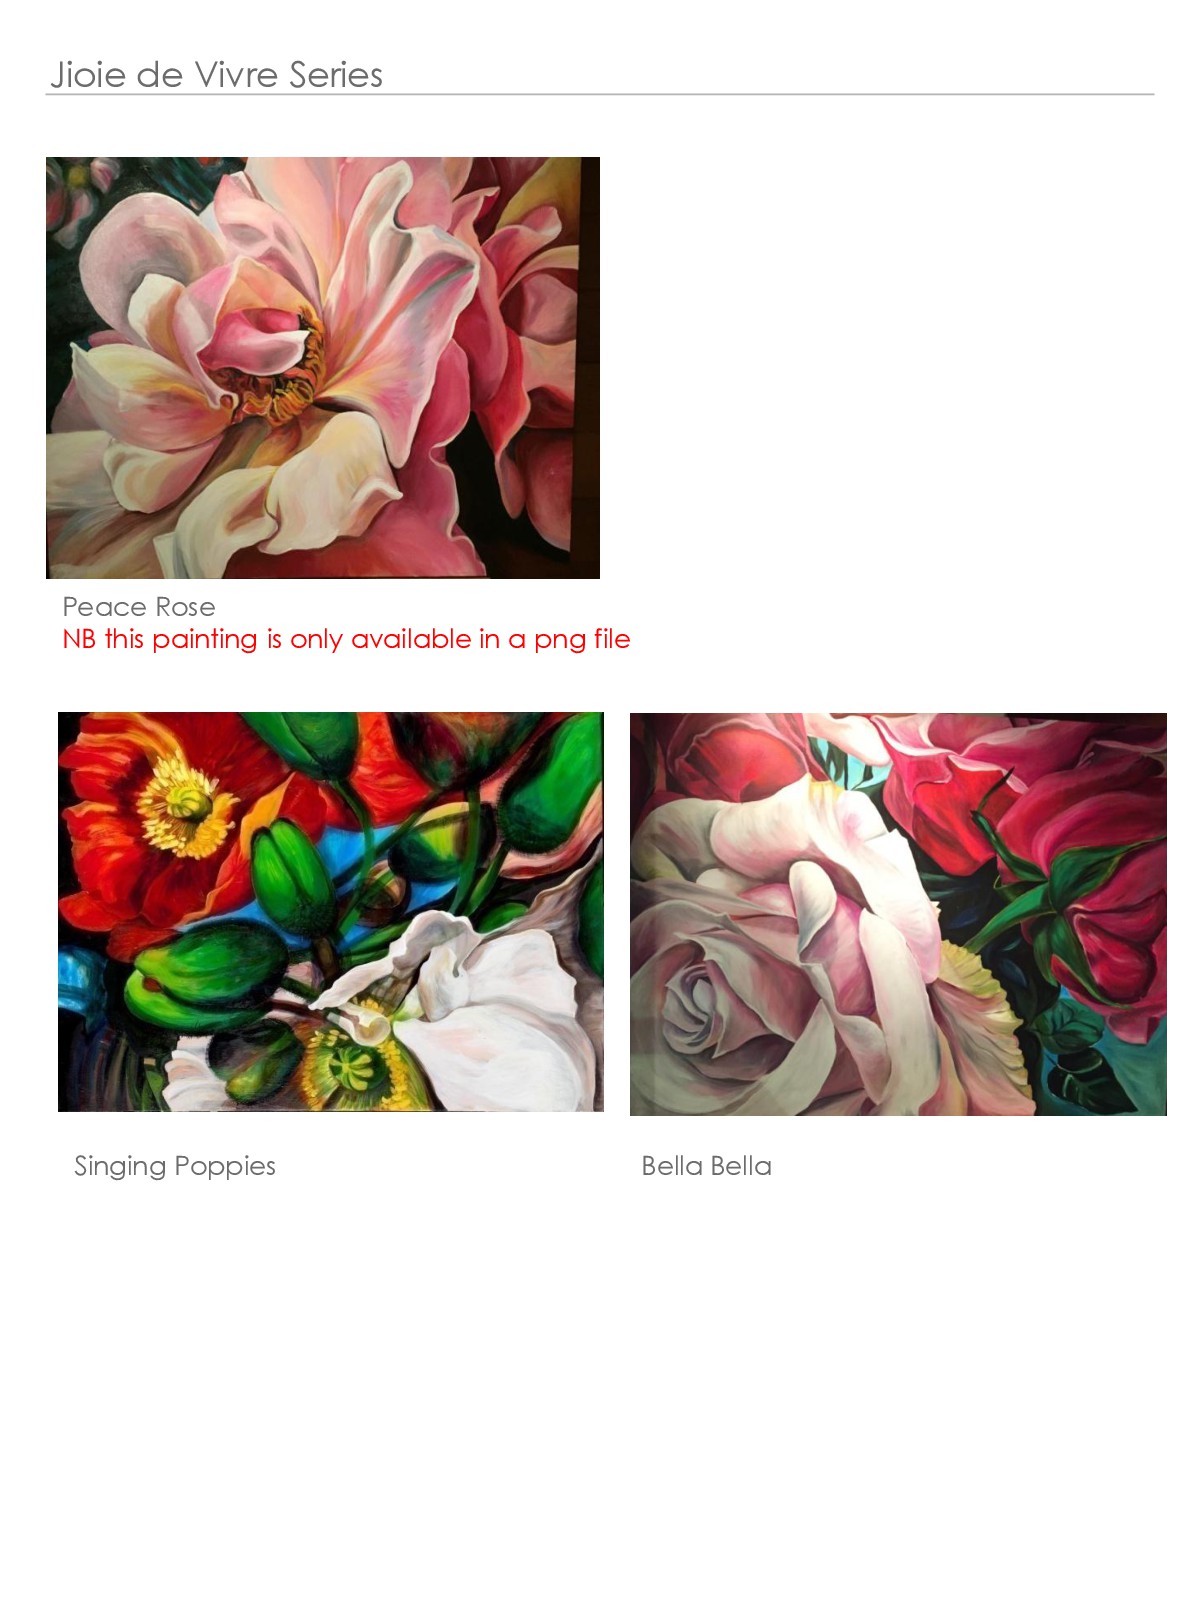 Jioie de Vivre Series
Peace Rose
NB this painting is only available in a png file
Singing Poppies
Bella Bella